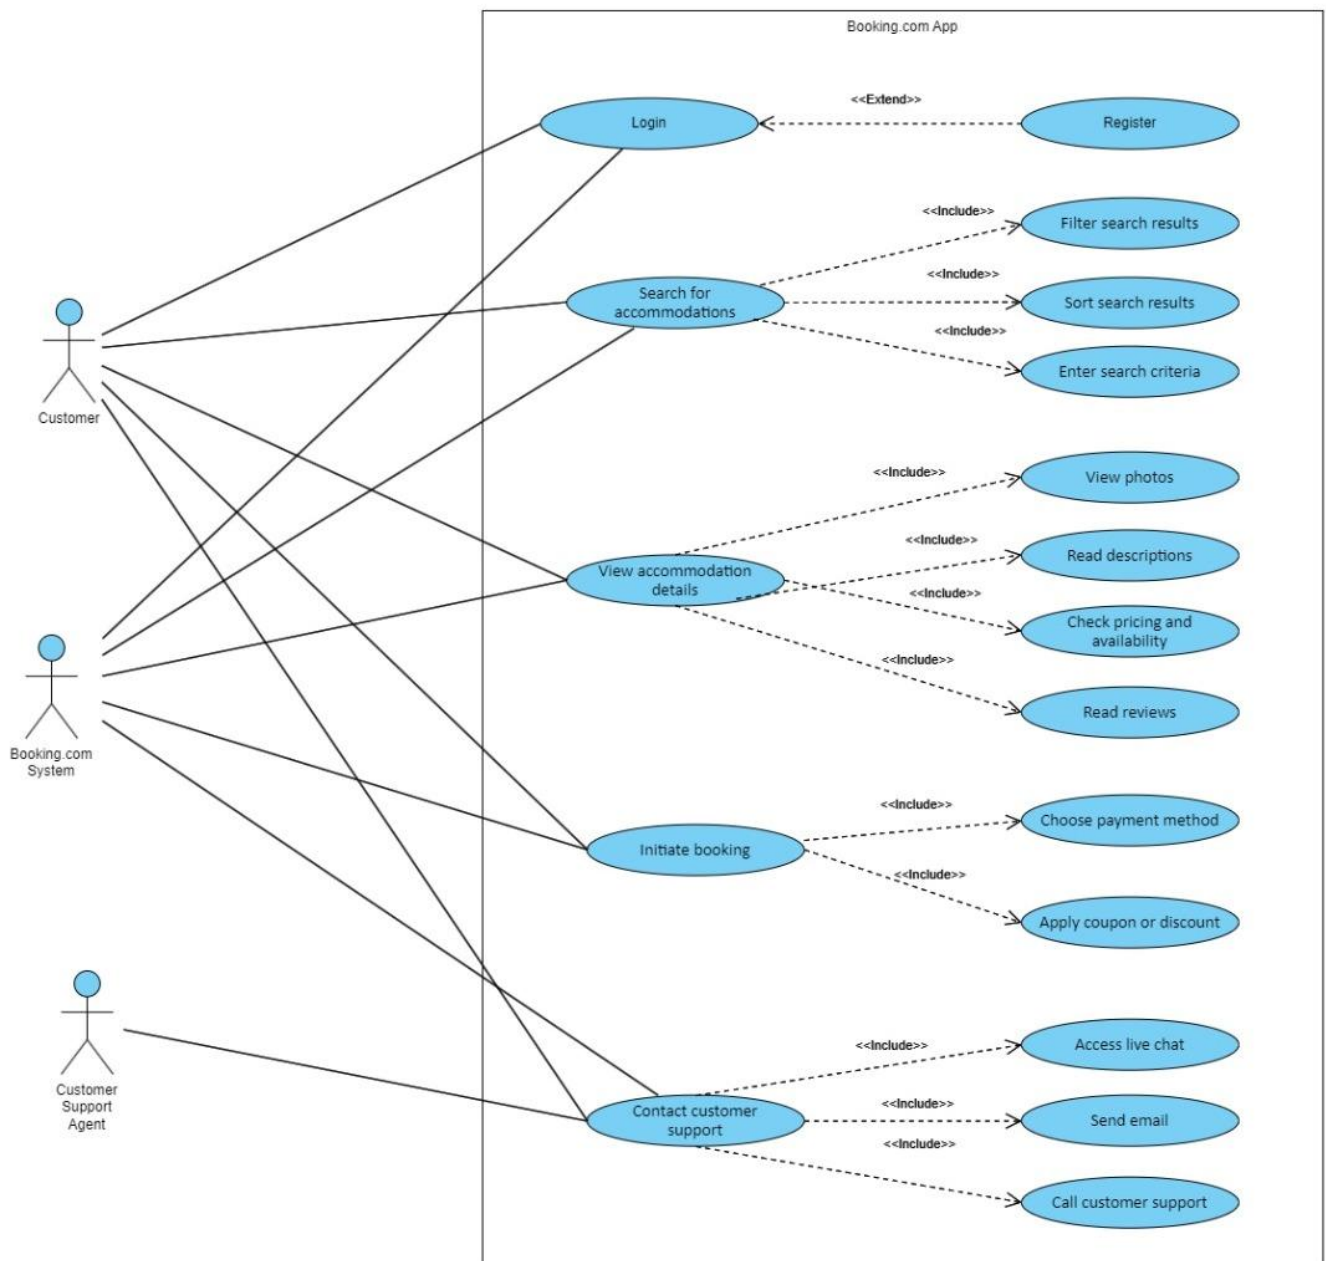 Booking.com App
<<Extend>>
Login
Register
<<Include>>
Filter search results
<<Include>>
Search for
accommodations
Sort search results
<<Include>>
Enter search criteria
Customer
<<Include>>
View photos
<<Include>>
Read descriptions
View accommodation
details
<<Include>>
Check pricing and
availability
<<Include>>
Read reviews
Booking.com
System
<<Include>>
Choose payment method
Initiate booking
<<Include>>
Apply coupon or discount
<<Include>>
Access live chat
Customer
Support
Agent
<<Include>>
Contact customer
support
Send email
<<Include>>
Call customer support